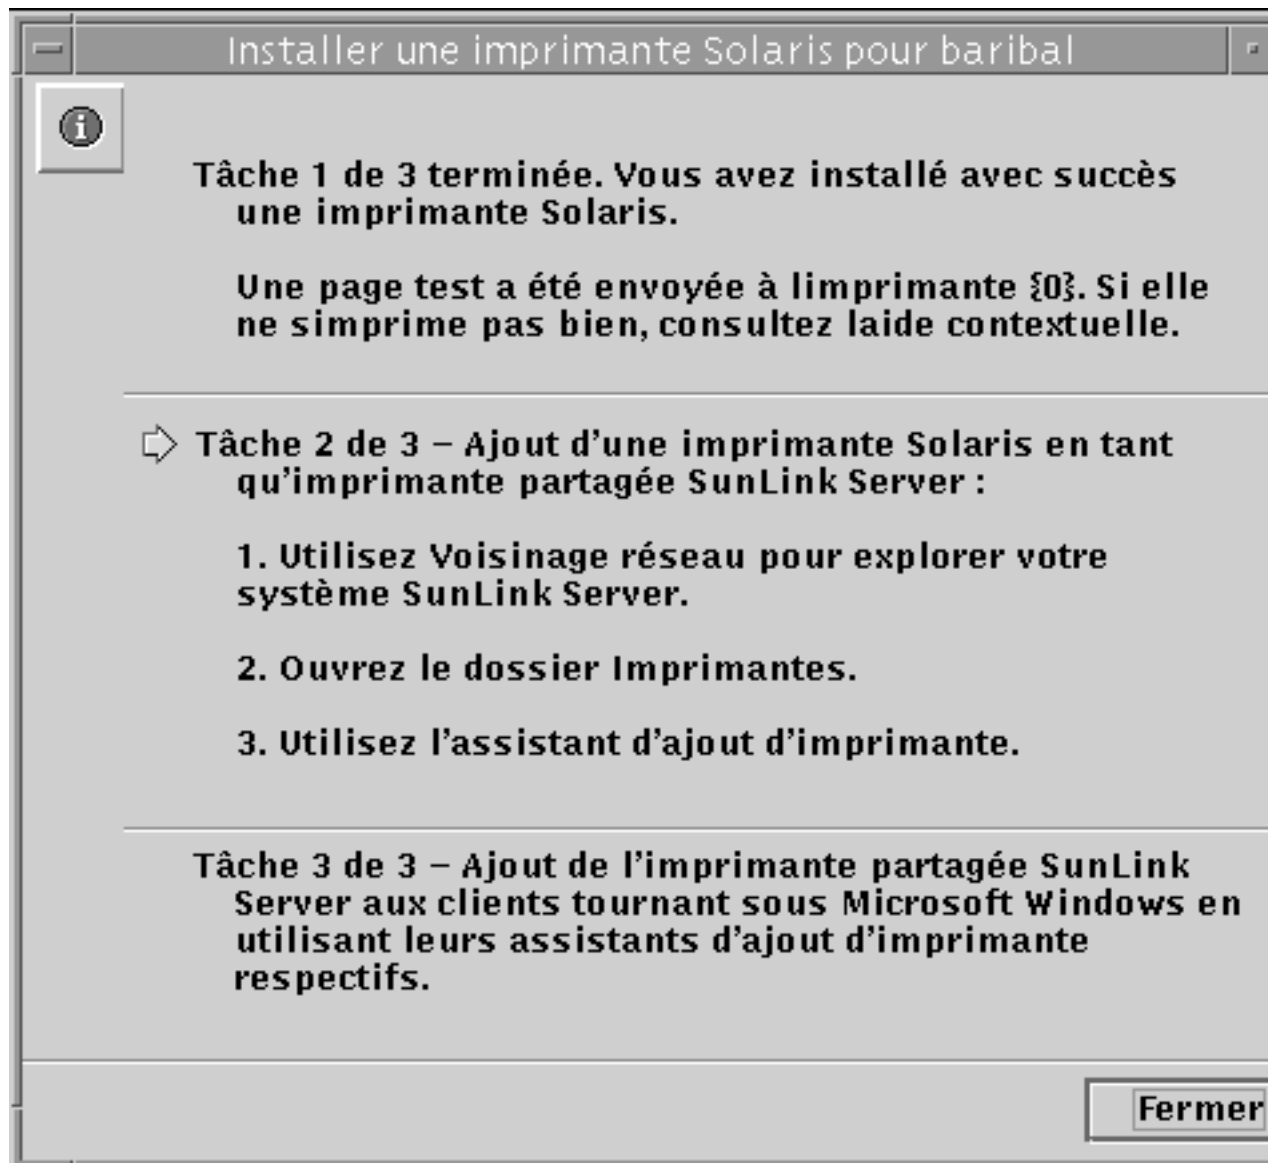 Installer une imprimante Solaris pour baribal
Tâche 1 de 3 terminée. Vous avez installé avec succès
une imprimante Solaris.
Une page test a été envoyée à limprimante {0}. Si elle
ne simprime pas bien, consultez laide contextuelle.
Tâche 2 de 3 – Ajout d’une imprimante Solaris en tant
qu’imprimante partagée SunLink Server :
1. Utilisez Voisinage réseau pour explorer votre
système SunLink Server.
2. Ouvrez le dossier Imprimantes.
3. Utilisez l’assistant d’ajout d’imprimante.
Tâche 3 de 3 – Ajout de l’imprimante partagée SunLink
Server aux clients tournant sous Microsoft Windows en
utilisant leurs assistants d’ajout d’imprimante
respectifs.
Fermer